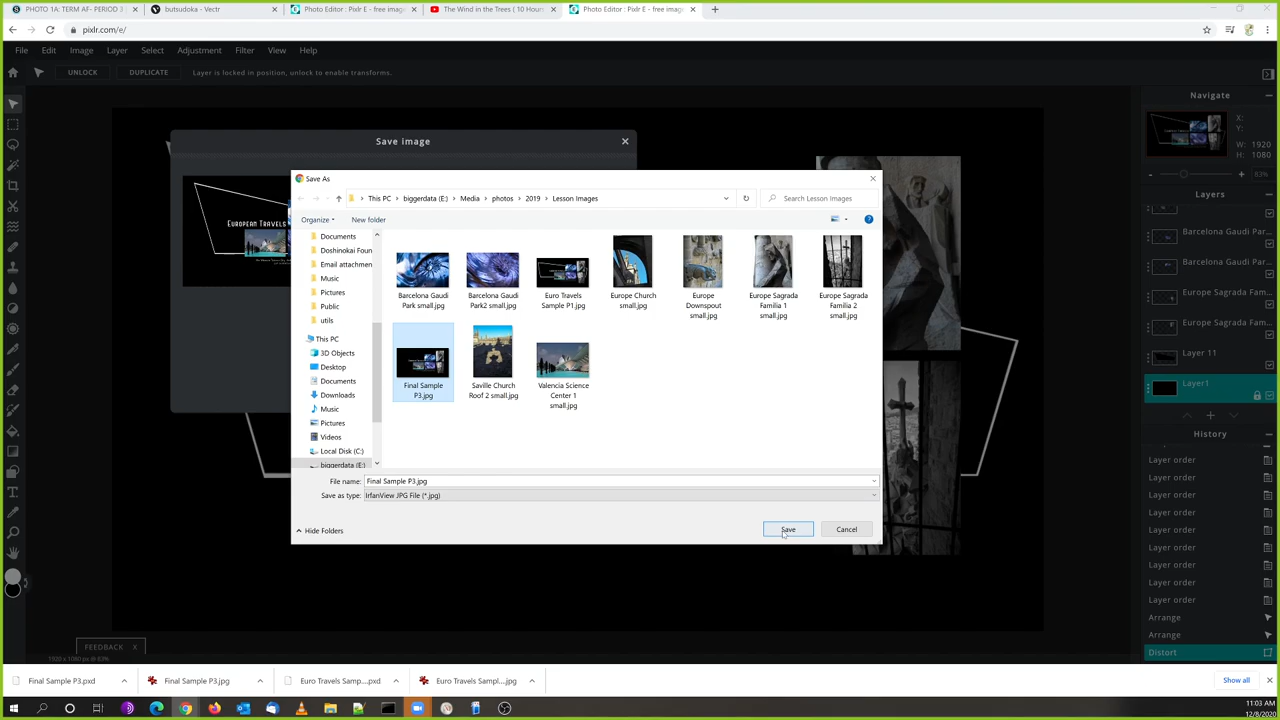 PHOTO 1A: TERM AF- PERIOD 3
butsudoka - Vectr
Photo Editor : Pixlr E - free imag
The Wind in the Trees ( 10 Hours
Photo Editor : Pixlr E - free imag
pixlr.com/e/
File Edit Image Layer Select Adjustment Filter View Help
UNLOCK DUPLICATE Layer is locked in position, unlock to enable transforms.
Navigate
X:
Y:
W: 1920
H: 1080
83%
Save image
EUROPEAN TRAVELS
Save As
This PC > biggerdata (E:) > Media > photos > 2019 > Lesson Images
Search Lesson Images
Organize New folder
Documents
Doshinokai Foun
Email attachmen
Music
Pictures
Public
utils
This PC
3D Objects
Desktop
Documents
Downloads
Music
Pictures
Videos
Local Disk (C:)
biggerdata (E:)
Barcelona Gaudi
Park small.jpg
Barcelona Gaudi
Park2 small.jpg
Euro Travels
Sample P1.jpg
Europe Church
small.jpg
Europe
Downspout
small.jpg
Europe Sagrada
Familia 1
small.jpg
Europe Sagrada
Familia 2
small.jpg
Final Sample
P3.jpg
Saville Church
Roof 2 small.jpg
Valencia Science
Center 1
small.jpg
File name: Final Sample P3.jpg
Save as type: IrfanView JPG File (*.jpg)
Hide Folders
Save Cancel
Layers
Barcelona Gaudi Par...
Barcelona Gaudi Par...
Europe Sagrada Fam...
Europe Sagrada Fam...
Layer 11
Layer1
History
Layer order
Layer order
Layer order
Layer order
Layer order
Layer order
Layer order
Layer order
Layer order
Arrange
Arrange
Distort
FEEDBACK X
1920 x 1080 px @ 83%
Final Sample P3.pxd
Final Sample P3.jpg
Euro Travels Samp....pxd
Euro Travels Sampl....jpg
Show all
11:03 AM
12/8/2020